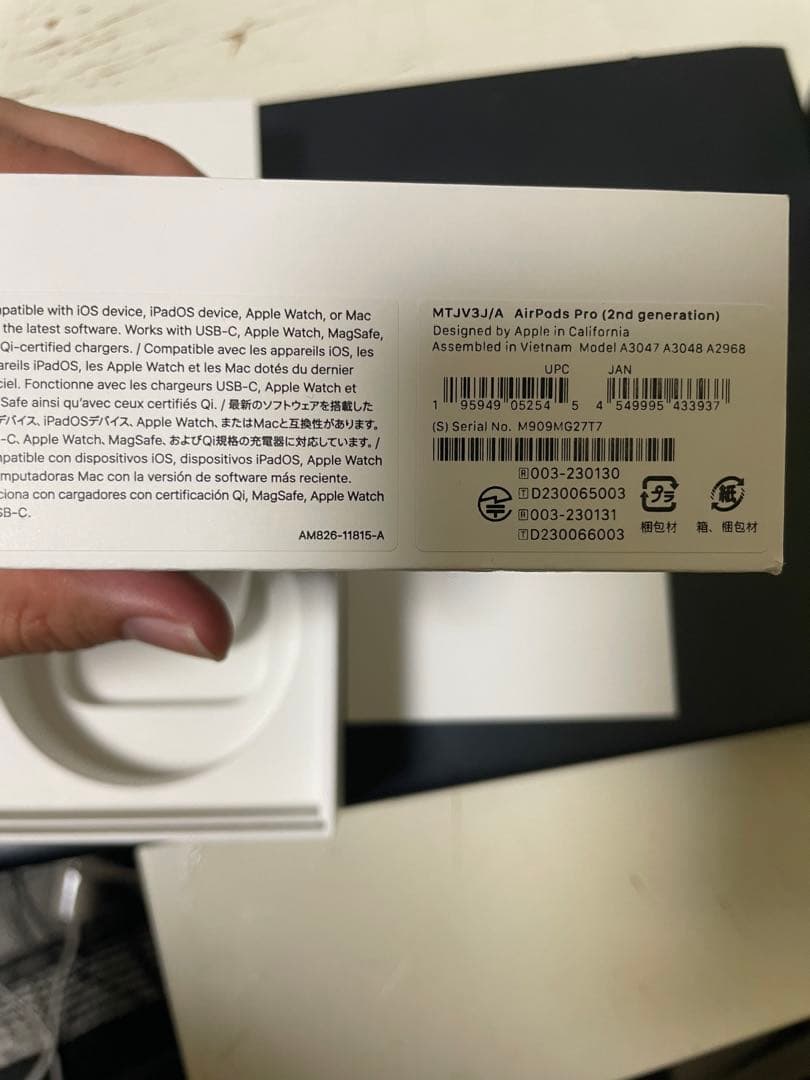 patible with iOS device, iPadOS device, Apple Watch, or Mac
the latest software. Works with USB-C, Apple Watch, MagSafe,
Qi-certified chargers. / Compatible avec les appareils iOS, les
areils iPadOS, les Apple Watch et les Mac dotés du dernier
ciel. Fonctionne avec les chargeurs USB-C, Apple Watch et
Safe ainsi qu'avec ceux certifiés Qi. / 最新のソフトウェアを搭載した
デバイス、iPadOSデバイス、Apple Watch、またはMacと互換性があります。
-C、Apple Watch、MagSafe、およびQi規格の充電器に対応しています。/
patible con dispositivos iOS, dispositivos iPadOS, Apple Watch
mputadoras Mac con la versión de software más reciente.
ciona con cargadores con certificación Qi, MagSafe, Apple Watch
SB-C.
AM826-11815-A
MTJV3J/A AirPods Pro (2nd generation)
Designed by Apple in California
Assembled in Vietnam Model A3047 A3048 A2968
UPC JAN
1 95949 05254 5 4 549995 433937
(S) Serial No. M909MG27T7
R 003-230130
T D230065003
R 003-230131
T D230066003
プラ
梱包材
紙
箱、梱包材